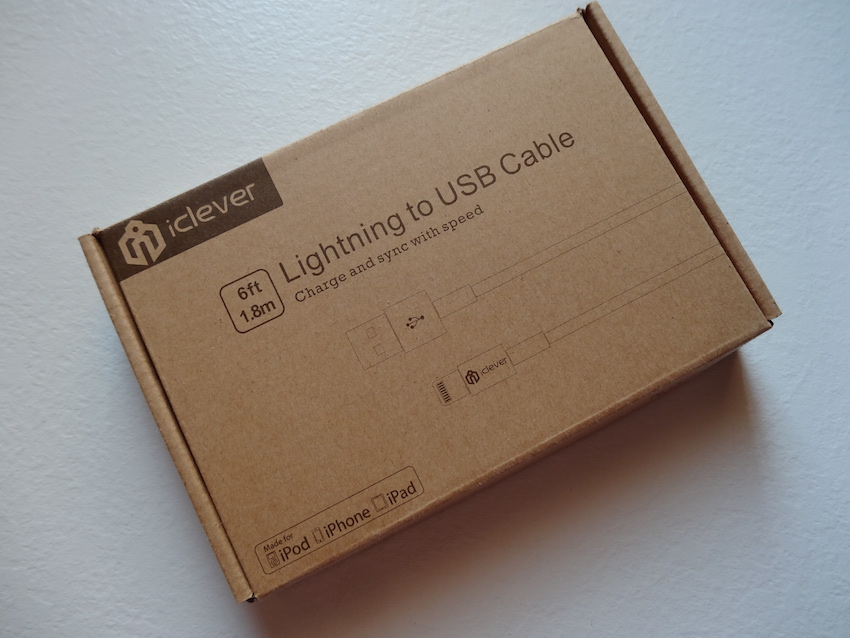 iclever
Lightning to USB Cable
Charge and sync with speed
6ft
1.8m
iclever
Made for
iPod iPhone iPad